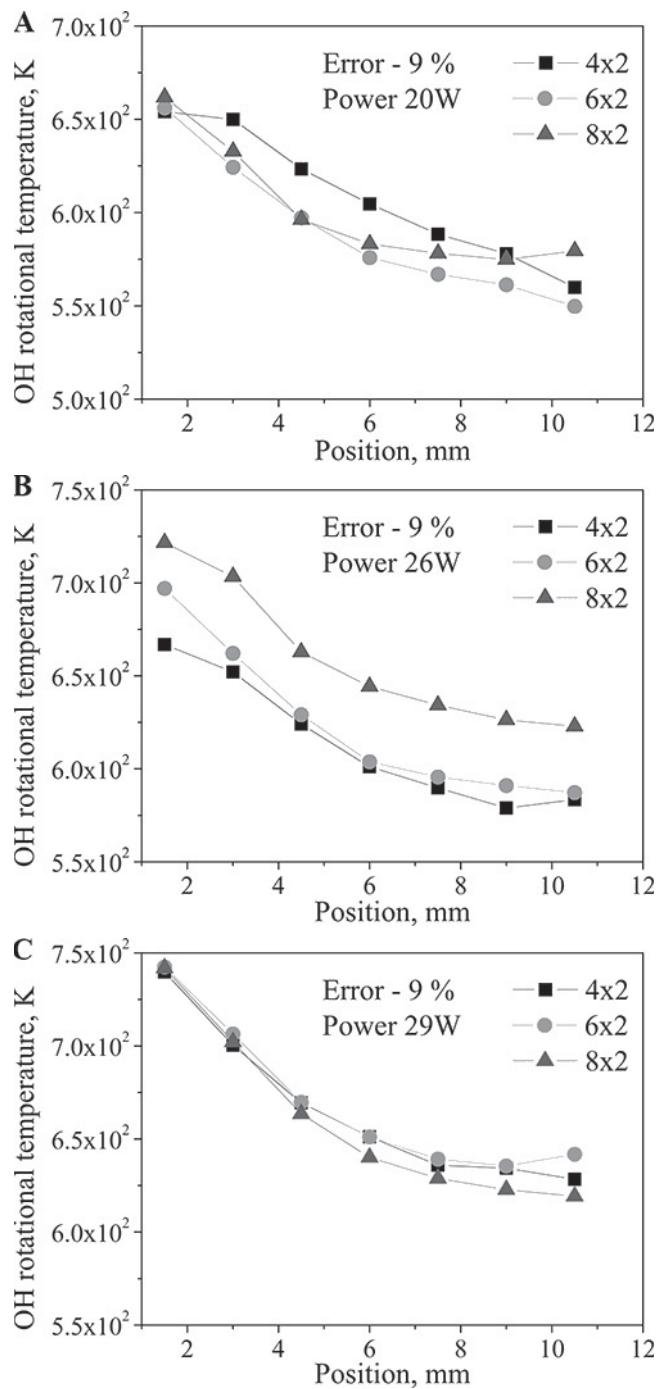 A
OH rotational temperature, K
7.0x10²
6.5x10²
6.0x10²
5.5x10²
5.0x10²
Error - 9 %
Power 20W
4x2
6x2
8x2
2 4 6 8 10 12
Position, mm
B
OH rotational temperature, K
7.5x10²
7.0x10²
6.5x10²
6.0x10²
5.5x10²
Error - 9 %
Power 26W
4x2
6x2
8x2
2 4 6 8 10 12
Position, mm
C
OH rotational temperature, K
7.5x10²
7.0x10²
6.5x10²
6.0x10²
5.5x10²
Error - 9 %
Power 29W
4x2
6x2
8x2
2 4 6 8 10 12
Position, mm